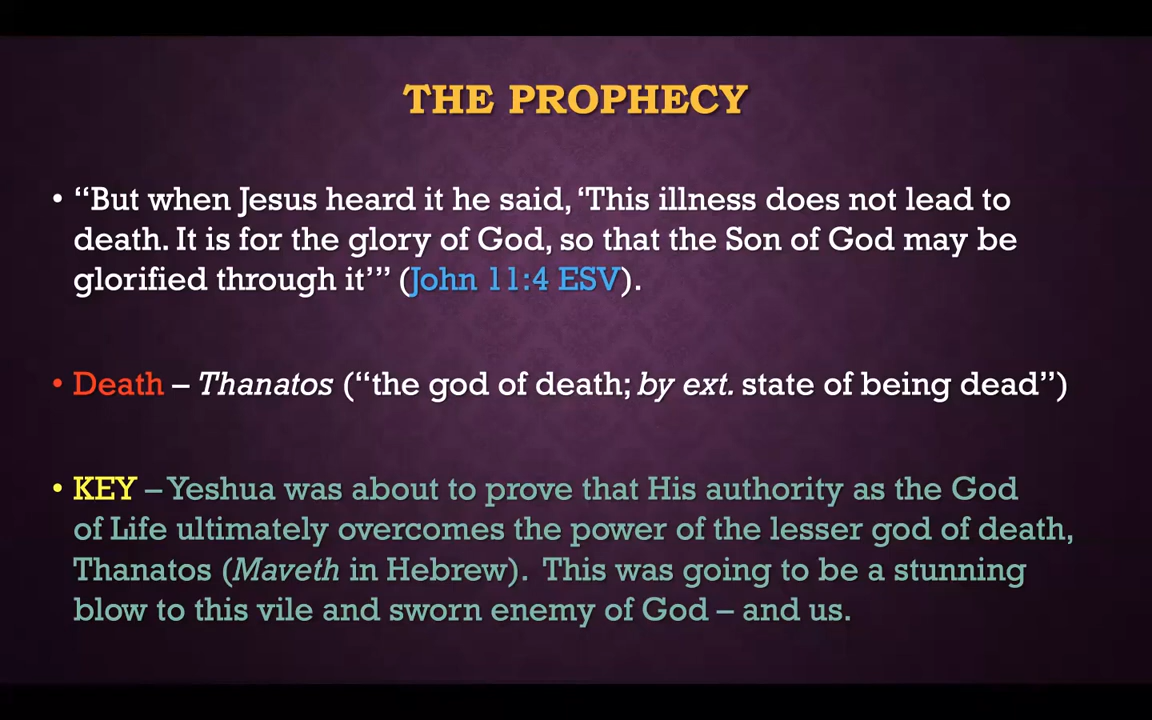 THE PROPHECY
• “But when Jesus heard it he said, ‘This illness does not lead to
death. It is for the glory of God, so that the Son of God may be
glorified through it’” (John 11:4 ESV).
• Death – Thanatos (“the god of death; by ext. state of being dead”)
• KEY – Yeshua was about to prove that His authority as the God
of Life ultimately overcomes the power of the lesser god of death,
Thanatos (Maveth in Hebrew).  This was going to be a stunning
blow to this vile and sworn enemy of God – and us.